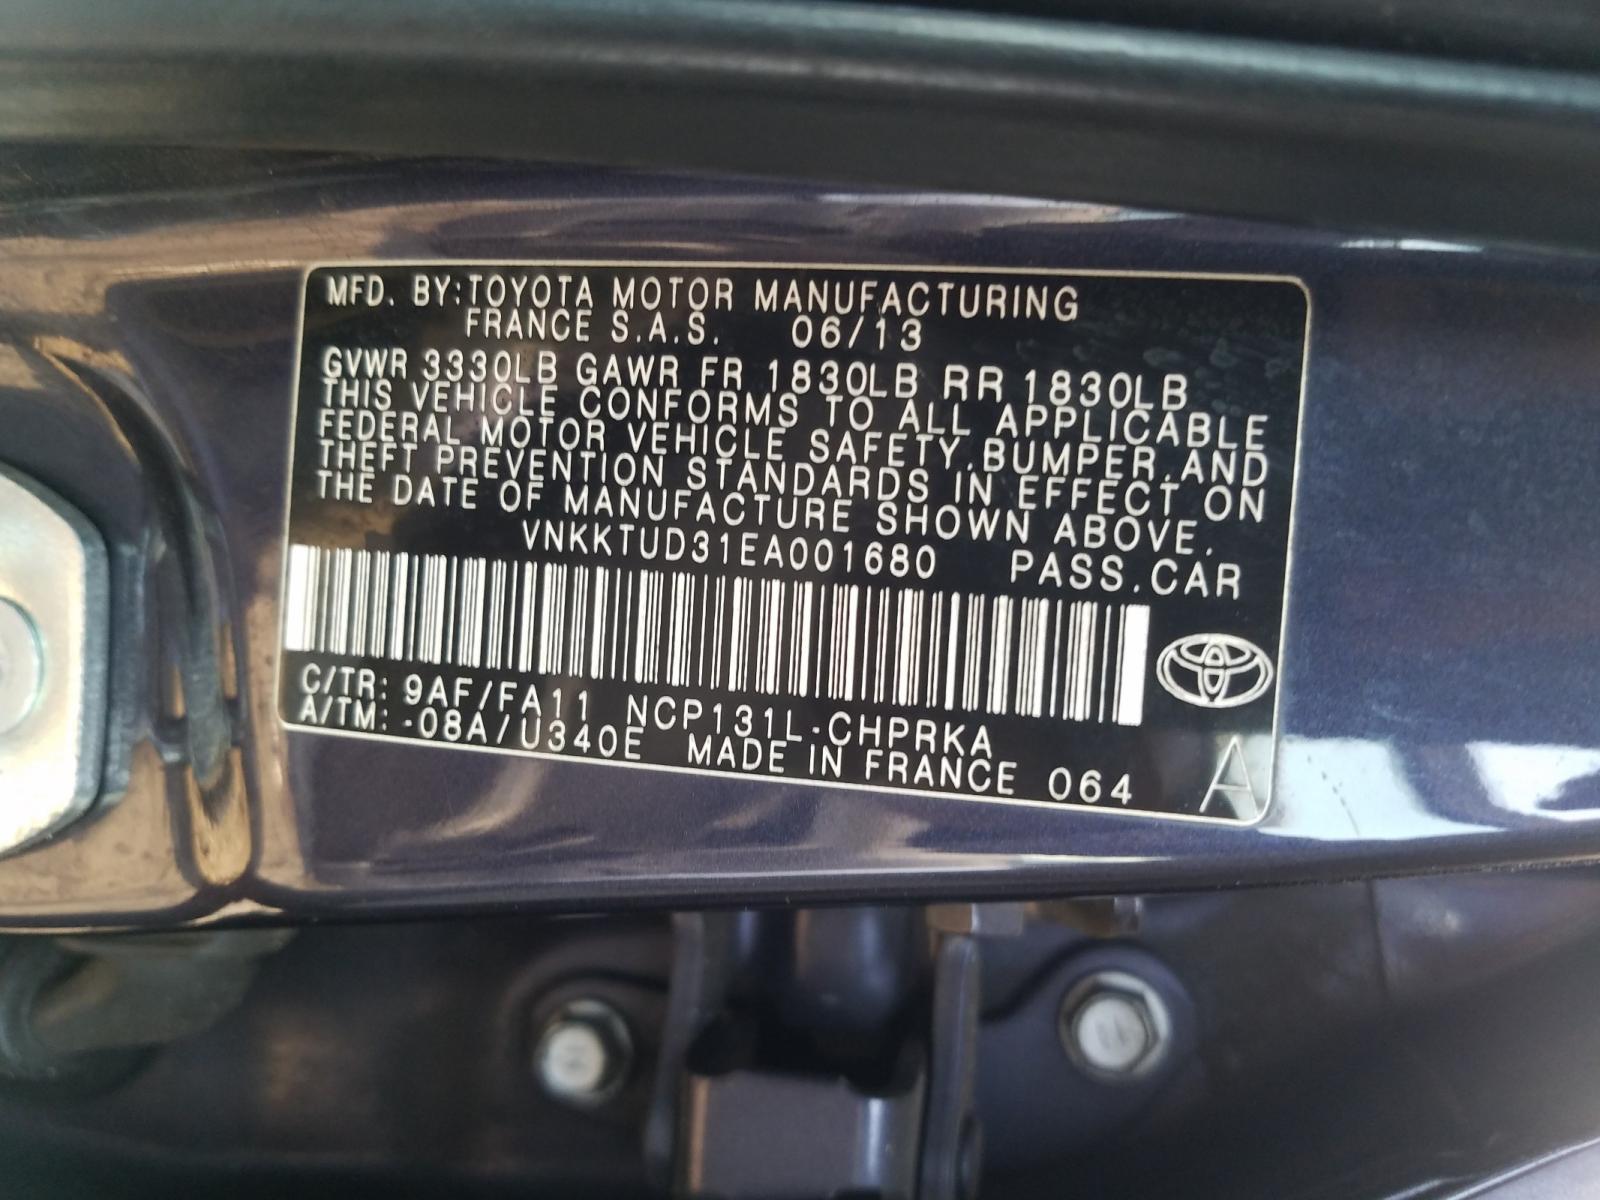 MFD. BY:TOYOTA MOTOR MANUFACTURING
FRANCE S.A.S. 06/13
GVWR 3330LB GAWR FR 1830LB RR 1830LB
THIS VEHICLE CONFORMS TO ALL APPLICABLE
FEDERAL MOTOR VEHICLE SAFETY,BUMPER,AND
THEFT PREVENTION STANDARDS IN EFFECT ON
THE DATE OF MANUFACTURE SHOWN ABOVE.
VNKKTUD31EA001680 PASS.CAR
C/TR: 9AF/FA11 NCP131L-CHPRKA
A/TM: -08A/U340E MADE IN FRANCE 064
A